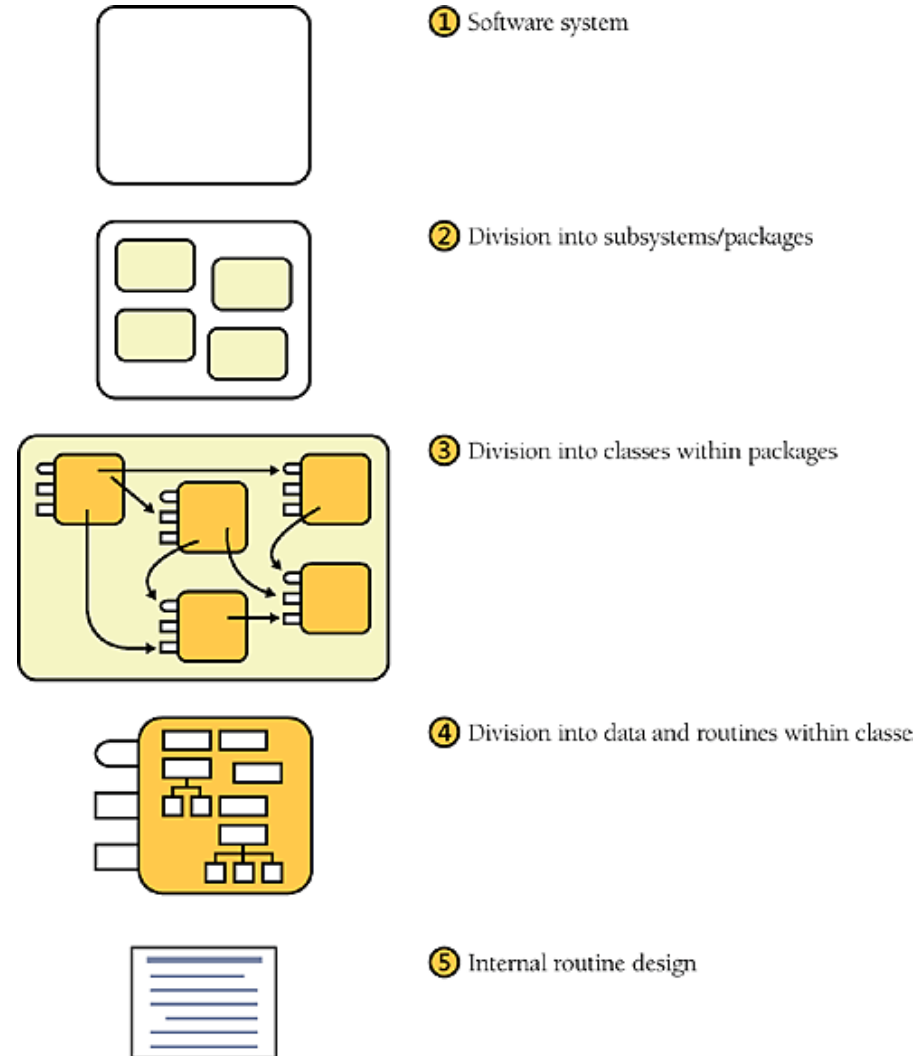 1 Software system
2 Division into subsystems/packages
3 Division into classes within packages
4 Division into data and routines within classe
5 Internal routine design